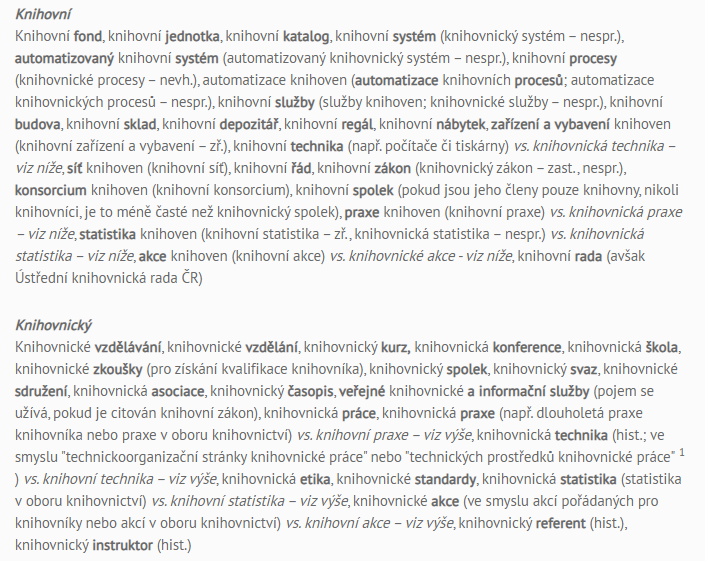 Knihovní
Knihovní fond, knihovní jednotka, knihovní katalog, knihovní systém (knihovnický systém – nespr.),
automatizovaný knihovní systém (automatizovaný knihovnický systém – nespr.), knihovní procesy
(knihovnické procesy – nevh.), automatizace knihoven (automatizace knihovních procesů; automatizace
knihovnických procesů – nespr.), knihovní služby (služby knihoven; knihovnické služby – nespr.), knihovní
budova, knihovní sklad, knihovní depozitář, knihovní regál, knihovní nábytek, zařízení a vybavení knihoven
(knihovní zařízení a vybavení – zř.), knihovní technika (např. počítače či tiskárny) vs. knihovnická technika –
viz níže, síť knihoven (knihovní síť), knihovní řád, knihovní zákon (knihovnický zákon – zast., nespr.),
konsorcium knihoven (knihovní konsorcium), knihovní spolek (pokud jsou jeho členy pouze knihovny, nikoli
knihovníci, je to méně časté než knihovnický spolek), praxe knihoven (knihovní praxe) vs. knihovnická praxe
– viz níže, statistika knihoven (knihovní statistika – zř., knihovnická statistika – nespr.) vs. knihovnická
statistika – viz níže, akce knihoven (knihovní akce) vs. knihovnické akce - viz níže, knihovní rada (avšak
Ústřední knihovnická rada ČR)
Knihovnický
Knihovnické vzdělávání, knihovnické vzdělání, knihovnický kurz, knihovnická konference, knihovnická škola,
knihovnické zkoušky (pro získání kvalifikace knihovníka), knihovnický spolek, knihovnický svaz, knihovnické
sdružení, knihovnická asociace, knihovnický časopis, veřejné knihovnické a informační služby (pojem se
užívá, pokud je citován knihovní zákon), knihovnická práce, knihovnická praxe (např. dlouholetá praxe
knihovníka nebo praxe v oboru knihovnictví) vs. knihovní praxe – viz výše, knihovnická technika (hist.; ve
smyslu "technickoorganizační stránky knihovnické práce" nebo "technických prostředků knihovnické práce" 1
) vs. knihovní technika – viz výše, knihovnická etika, knihovnické standardy, knihovnická statistika (statistika
v oboru knihovnictví) vs. knihovní statistika – viz výše, knihovnické akce (ve smyslu akcí pořádaných pro
knihovníky nebo akcí v oboru knihovnictví) vs. knihovní akce – viz výše, knihovnický referent (hist.),
knihovnický instruktor (hist.)